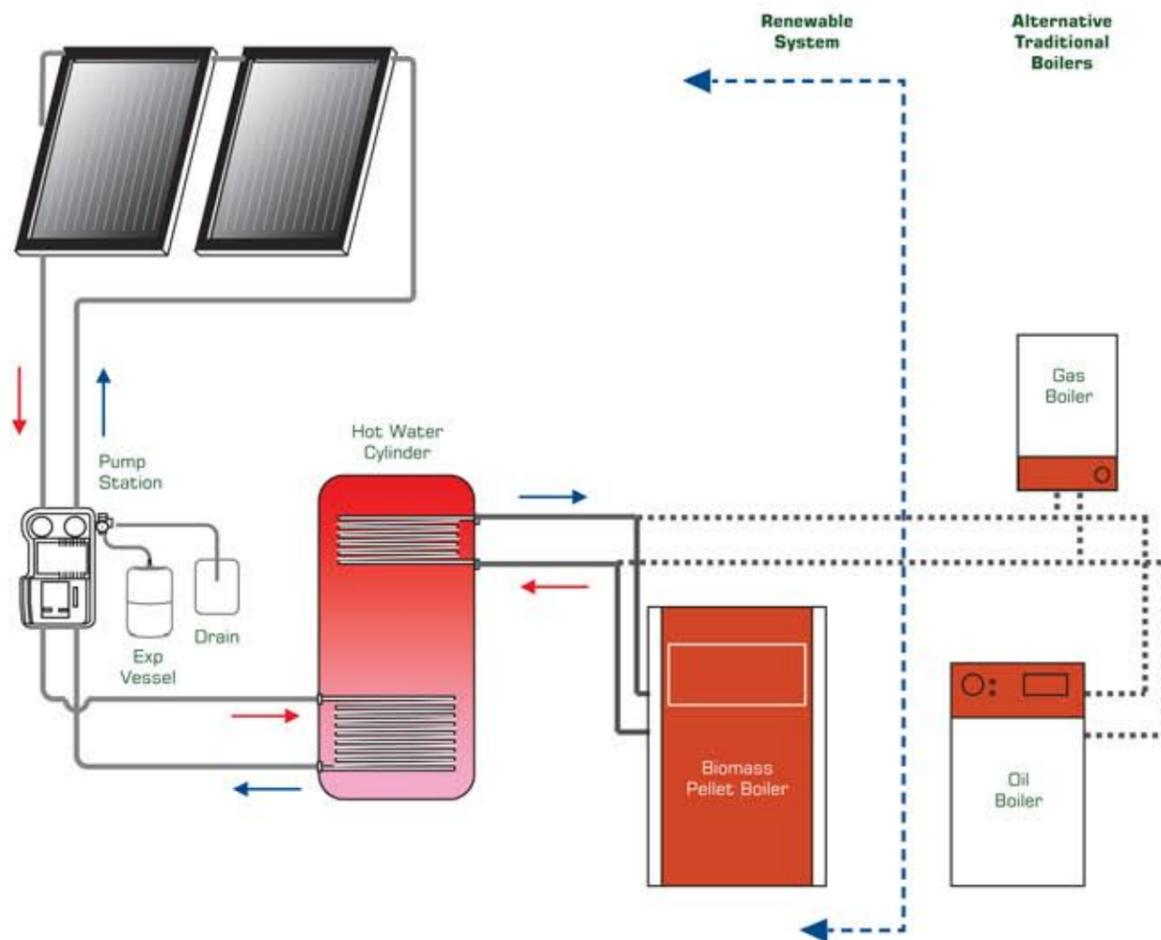 Renewable
System
Alternative
Traditional
Boilers
Gas
Boiler
Hot Water
Cylinder
Pump
Station
Drain
Exp
Vessel
Biomass
Pellet Boiler
Oil
Boiler